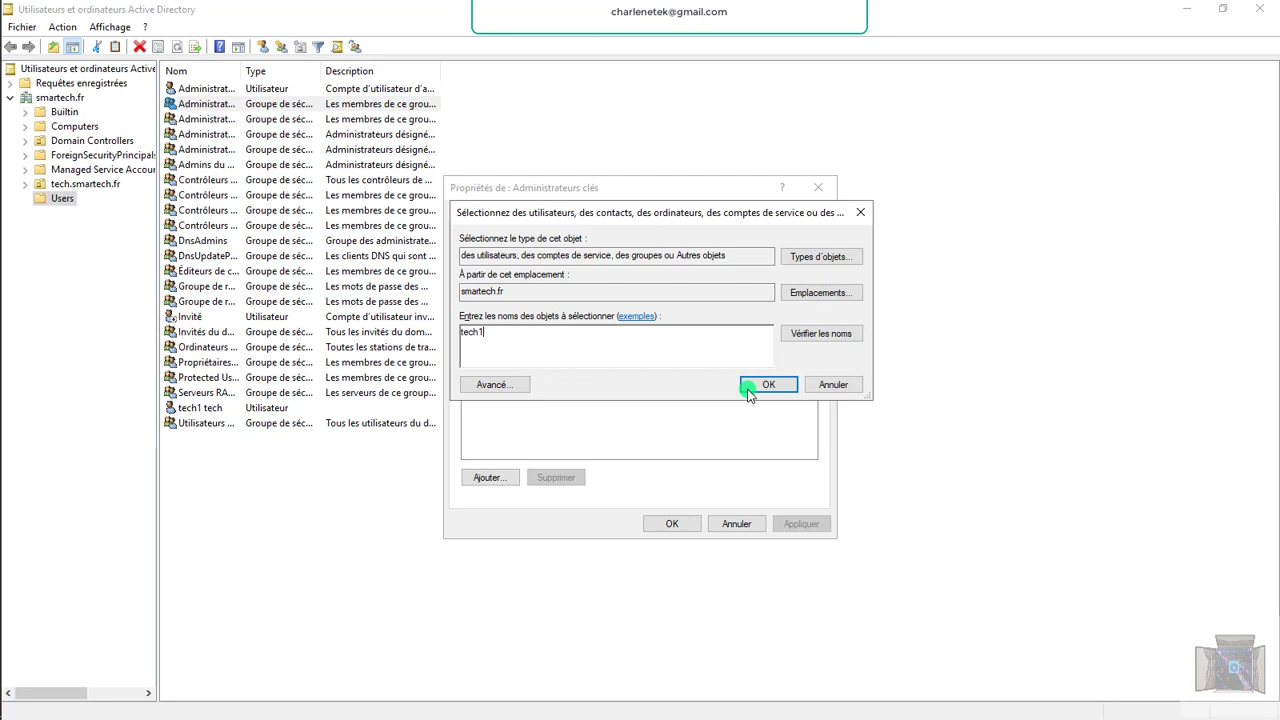 Utilisateurs et ordinateurs Active Directory
charlenetek@gmail.com
Fichier Action Affichage ?
Utilisateurs et ordinateurs Active
Requêtes enregistrées
smartech.fr
Builtin
Computers
Domain Controllers
ForeignSecurityPrincipals
Managed Service Accour
tech.smartech.fr
Users
Nom Type Description
Administrat... Utilisateur Compte d'utilisateur d'a...
Administrat... Groupe de séc... Les membres de ce grou...
Administrat... Groupe de séc... Les membres de ce grou...
Administrat... Groupe de séc... Administrateurs désigné...
Administrat... Groupe de séc... Administrateurs désigné...
Admins du ... Groupe de séc... Administrateurs désigné...
Contrôleurs ... Groupe de séc... Tous les contrôleurs de ...
Contrôleurs ... Groupe de séc... Les membres de ce grou...
Contrôleurs ... Groupe de séc... Les membres de ce grou...
Contrôleurs ... Groupe de séc... Les membres de ce grou...
DnsAdmins Groupe de séc... Groupe des administrate...
DnsUpdateP... Groupe de séc... Les clients DNS qui sont ...
Éditeurs de c... Groupe de séc... Les membres de ce grou...
Groupe de r... Groupe de séc... Les mots de passe des ...
Groupe de r... Groupe de séc... Les mots de passe des ...
Invité Utilisateur Compte d'utilisateur inv...
Invités du d... Groupe de séc... Tous les invités du dom...
Ordinateurs ... Groupe de séc... Toutes les stations de tra...
Propriétaires... Groupe de séc... Les membres de ce grou...
Protected Us... Groupe de séc... Les membres de ce grou...
Serveurs RA... Groupe de séc... Les serveurs de ce group...
tech1 tech Utilisateur
Utilisateurs ... Groupe de séc... Tous les utilisateurs du d...
Propriétés de : Administrateurs clés ?
Sélectionnez des utilisateurs, des contacts, des ordinateurs, des comptes de service ou des ...
Sélectionnez le type de cet objet :
des utilisateurs, des comptes de service, des groupes ou Autres objets Types d'objets...
À partir de cet emplacement :
smartech.fr Emplacements...
Entrez les noms des objets à sélectionner (exemples) :
tech1 Vérifier les noms
Avancé... OK Annuler
Ajouter... Supprimer
OK Annuler Appliquer